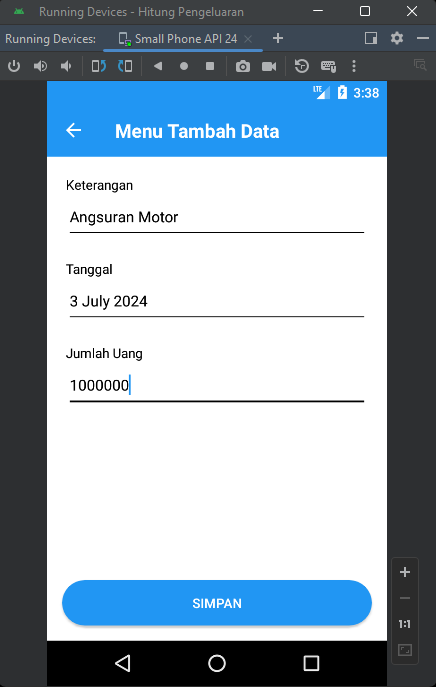 Running Devices - Hitung Pengeluaran
Running Devices:
Small Phone API 24
LTE
3:38
Menu Tambah Data
Keterangan
Angsuran Motor
Tanggal
3 July 2024
Jumlah Uang
1000000
1:1
SIMPAN